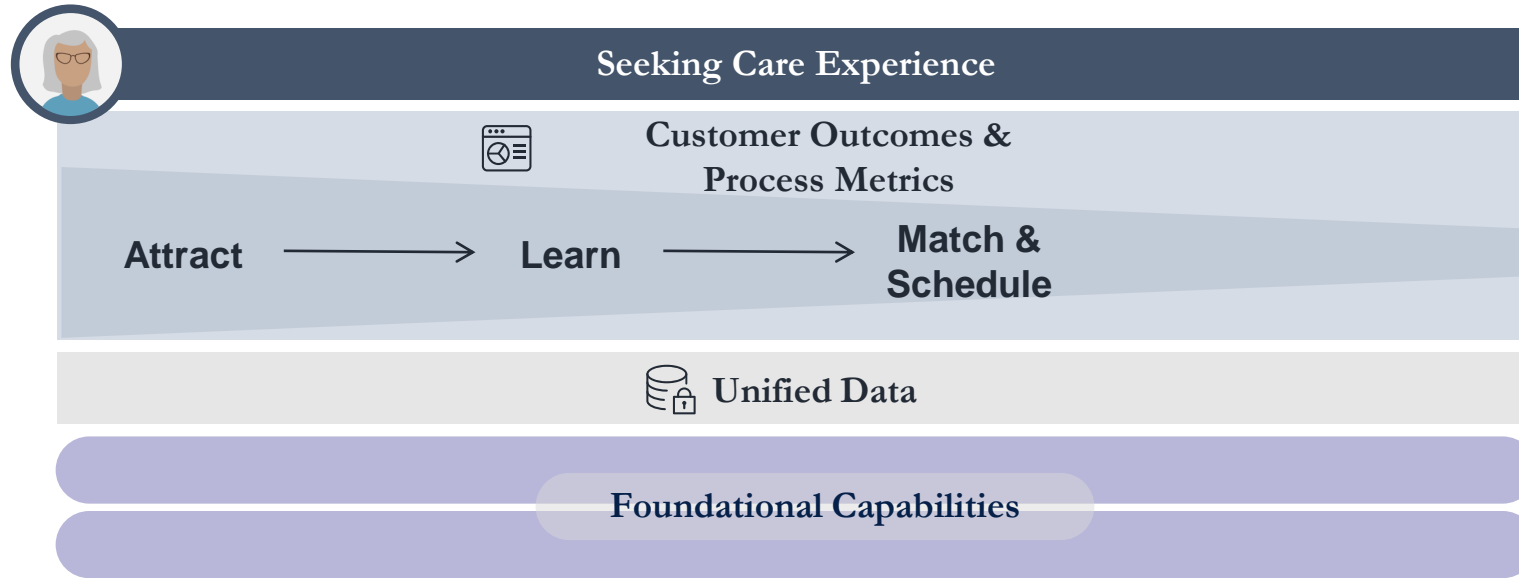 Seeking Care Experience
Customer Outcomes &
Process Metrics
Attract
Learn
Match &
Schedule
Unified Data
Foundational Capabilities